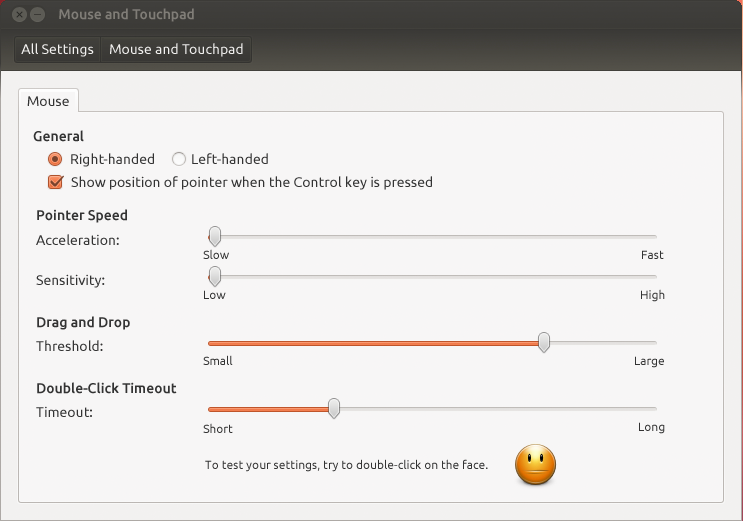 Mouse and Touchpad
All Settings Mouse and Touchpad
Mouse
General
Right-handed Left-handed
Show position of pointer when the Control key is pressed
Pointer Speed
Acceleration:
Slow Fast
Sensitivity:
Low High
Drag and Drop
Threshold:
Small Large
Double-Click Timeout
Timeout:
Short Long
To test your settings, try to double-click on the face.